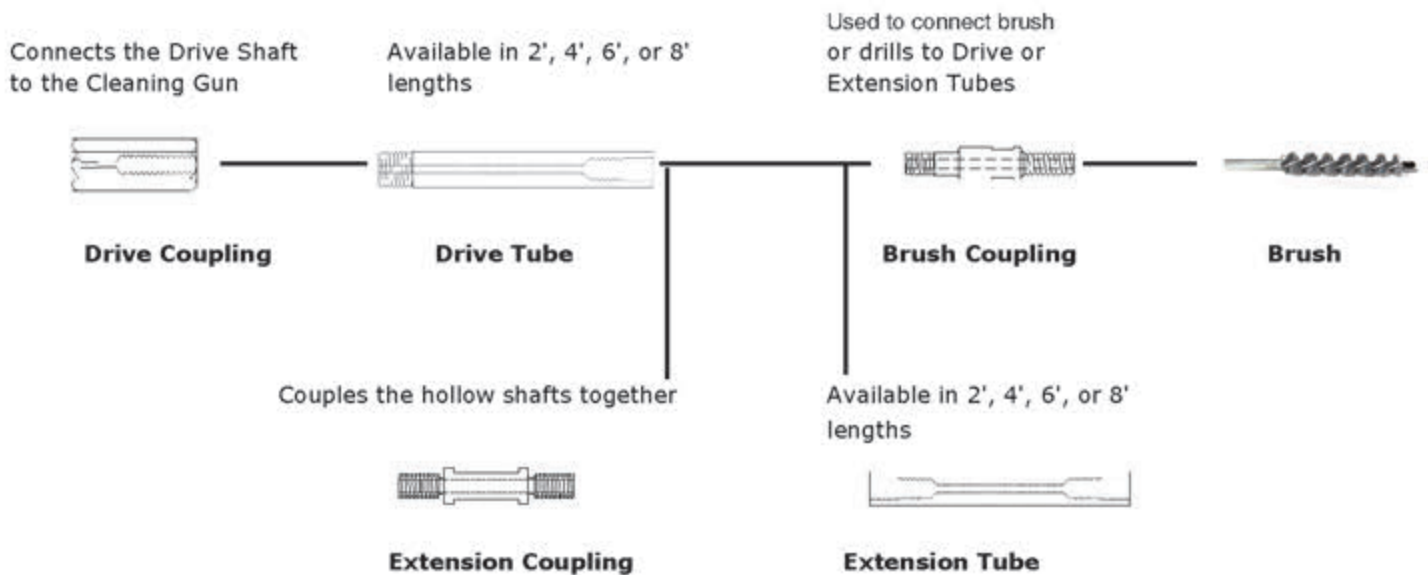 Connects the Drive Shaft
to the Cleaning Gun
Available in 2', 4', 6', or 8'
lengths
Used to connect brush
or drills to Drive or
Extension Tubes
Drive Coupling
Drive Tube
Brush Coupling
Brush
Couples the hollow shafts together
Available in 2', 4', 6', or 8'
lengths
Extension Coupling
Extension Tube